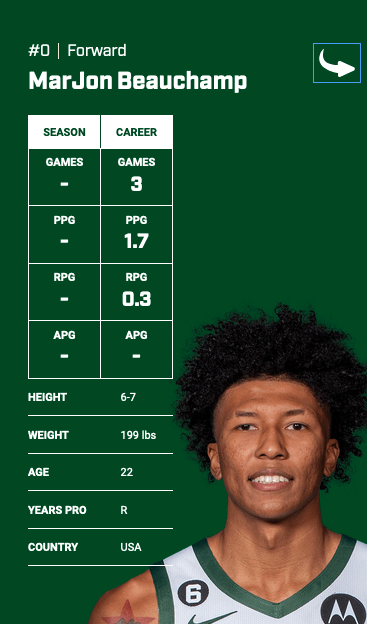 #0 | Forward
MarJon Beauchamp
SEASON CAREER
GAMES GAMES
- 3
PPG PPG
- 1.7
RPG RPG
- 0.3
APG APG
- -
HEIGHT 6-7
WEIGHT 199 lbs
AGE 22
YEARS PRO R
COUNTRY USA
6